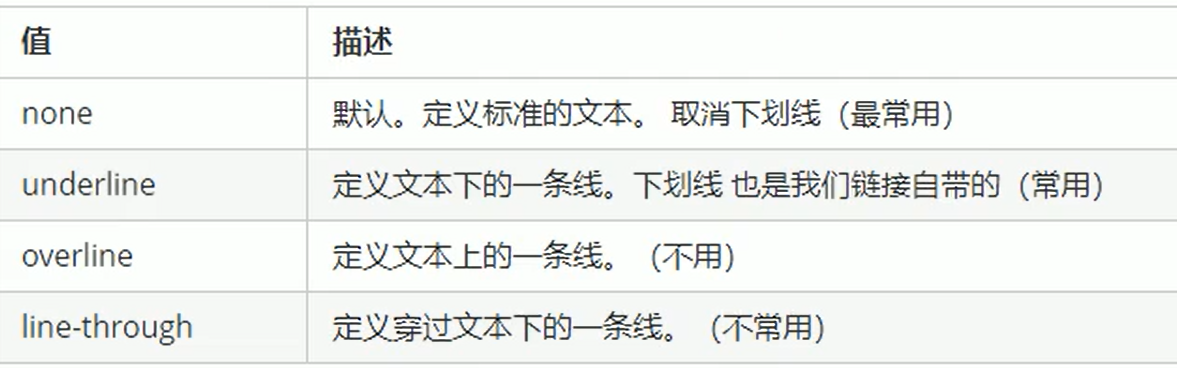 值 描述
none 默认。定义标准的文本。 取消下划线（最常用）
underline 定义文本下的一条线。下划线 也是我们链接自带的（常用）
overline 定义文本上的一条线。（不用）
line-through 定义穿过文本下的一条线。（不常用）